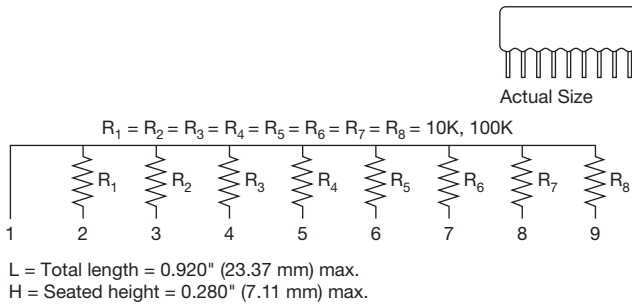 Actual Size
R₁ = R₂ = R₃ = R₄ = R₅ = R₆ = R₇ = R₈ = 10K, 100K
R₁ R₂ R₃ R₄ R₅ R₆ R₇ R₈
1 2 3 4 5 6 7 8 9
L = Total length = 0.920" (23.37 mm) max.
H = Seated height = 0.280" (7.11 mm) max.